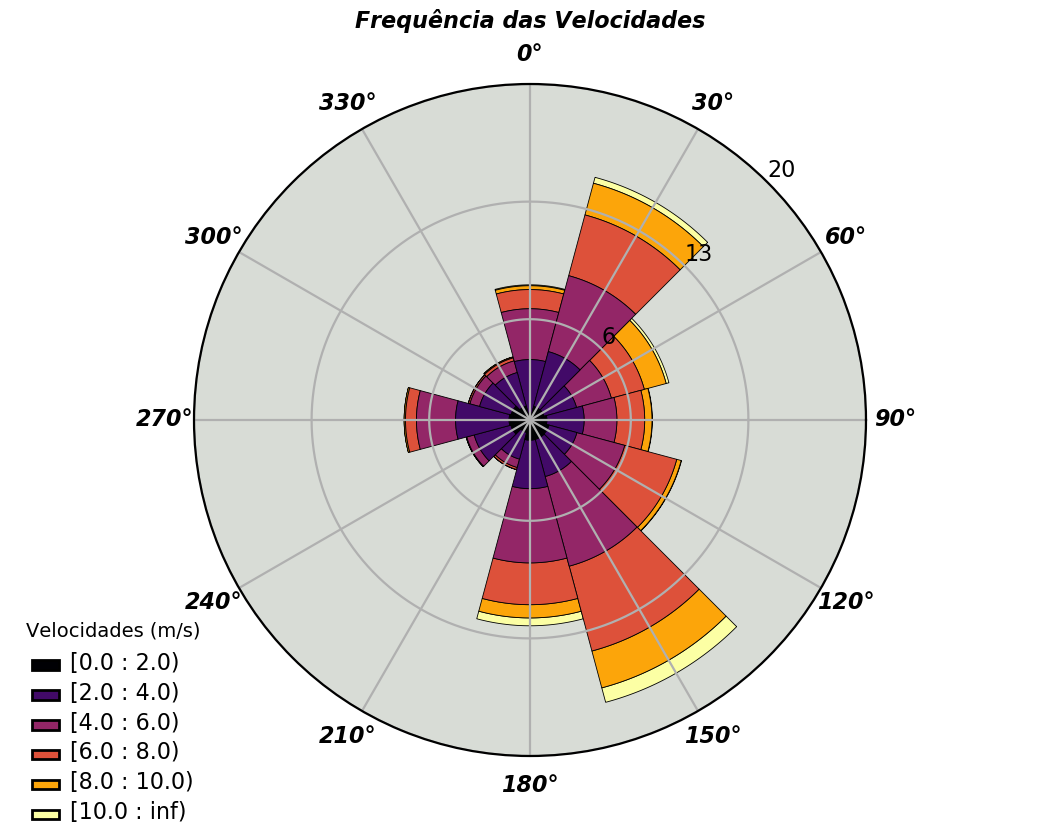 Frequência das Velocidades
0°
330°
30°
20
300°
60°
13
6
270°
90°
240°
120°
210°
150°
180°
Velocidades (m/s)
[0.0 : 2.0)
[2.0 : 4.0)
[4.0 : 6.0)
[6.0 : 8.0)
[8.0 : 10.0)
[10.0 : inf)